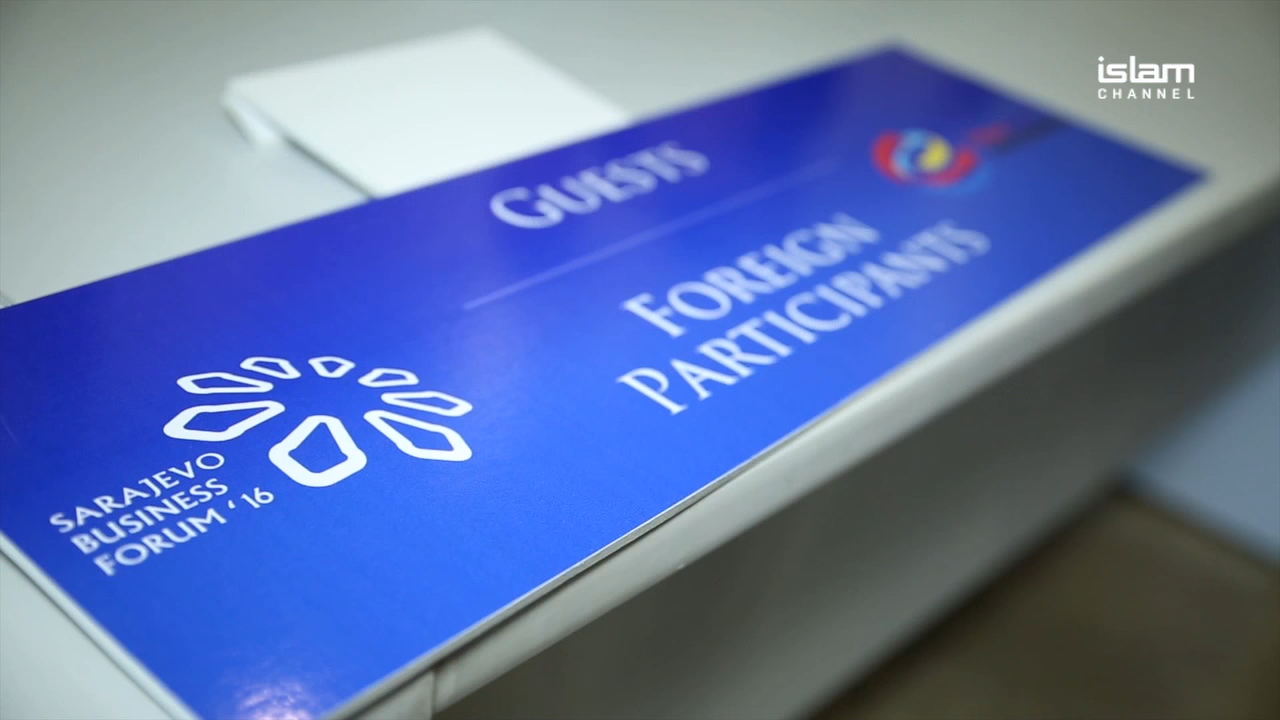 islam
CHANNEL
GUESTS
FOREIGN
PARTICIPANTS
SARAJEVO
BUSINESS
FORUM ‘ 16